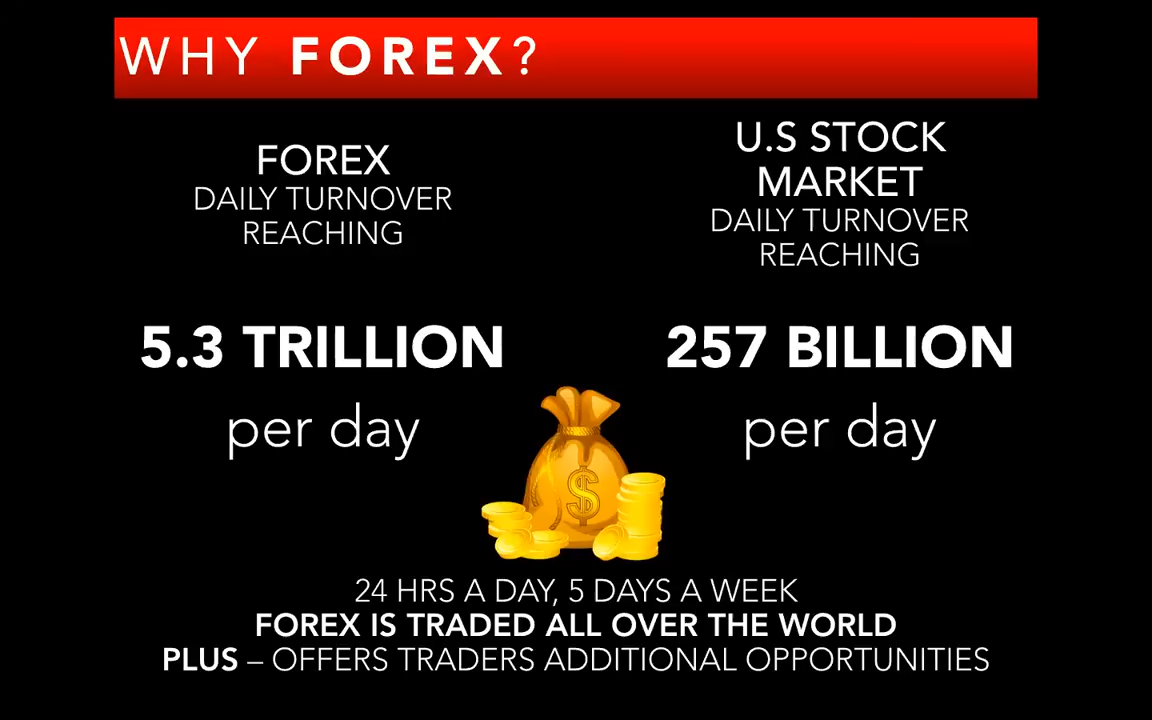 WHY FOREX?
FOREX
DAILY TURNOVER
REACHING
5.3 TRILLION
per day
U.S STOCK
MARKET
DAILY TURNOVER
REACHING
257 BILLION
per day
$
24 HRS A DAY, 5 DAYS A WEEK
FOREX IS TRADED ALL OVER THE WORLD
PLUS – OFFERS TRADERS ADDITIONAL OPPORTUNITIES